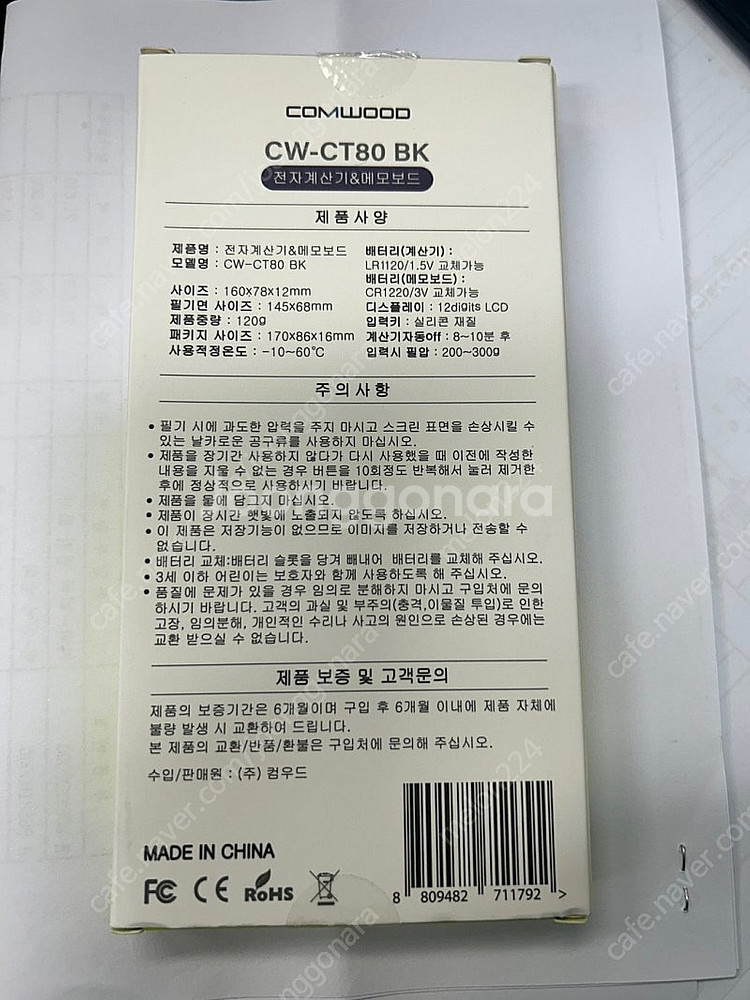 COMWOOD
CW-CT80 BK
전자계산기&메모보드
제품사양
제품명 : 전자계산기&메모보드
모델명 : CW-CT80 BK
사이즈 : 160x78x12mm
필기면 사이즈 : 145x68mm
제품중량 : 120g
패키지 사이즈 : 170x86x16mm
사용적정온도 : -10~60℃
배터리(계산기) :
LR1120/1.5V 교체가능
배터리(메모보드) :
CR1220/3V 교체가능
디스플레이 : 12digits LCD
입력키 : 실리콘 재질
계산기자동off : 8~10분 후
입력시 필압 : 200~300g
주의사항
• 필기 시에 과도한 압력을 주지 마시고 스크린 표면을 손상시킬 수
있는 날카로운 공구류를 사용하지 마십시오.
• 제품을 장기간 사용하지 않다가 다시 사용했을 때 이전에 작성한
내용을 지울 수 없는 경우 버튼을 10회정도 반복해서 눌러 제거한
후에 정상적으로 사용하시기 바랍니다.
• 제품을 물에 담그지 마십시오.
• 제품이 장시간 햇빛에 노출되지 않도록 하십시오.
• 이 제품은 저장기능이 없으므로 이미지를 저장하거나 전송할 수
없습니다.
• 배터리 교체:배터리 슬롯을 당겨 빼내어 배터리를 교체해 주십시오.
• 3세 이하 어린이는 보호자와 함께 사용하도록 해 주십시오.
• 품질에 문제가 있을 경우 임의로 분해하지 마시고 구입처에 문의
하시기 바랍니다. 고객의 과실 및 부주의(충격,이물질 투입)로 인한
고장, 임의분해, 개인적인 수리나 사고의 원인으로 손상된 경우에는
교환 받으실 수 없습니다.
제품 보증 및 고객문의
제품의 보증기간은 6개월이며 구입 후 6개월 이내에 제품 자체에
불량 발생 시 교환하여 드립니다.
본 제품의 교환/반품/환불은 구입처에 문의해 주십시오.
수입/판매원 : (주) 컴우드
MADE IN CHINA
FC CE RoHS
8 809482 711792 >
joonggonara
cafe.naver.com/joonggonara
melon224